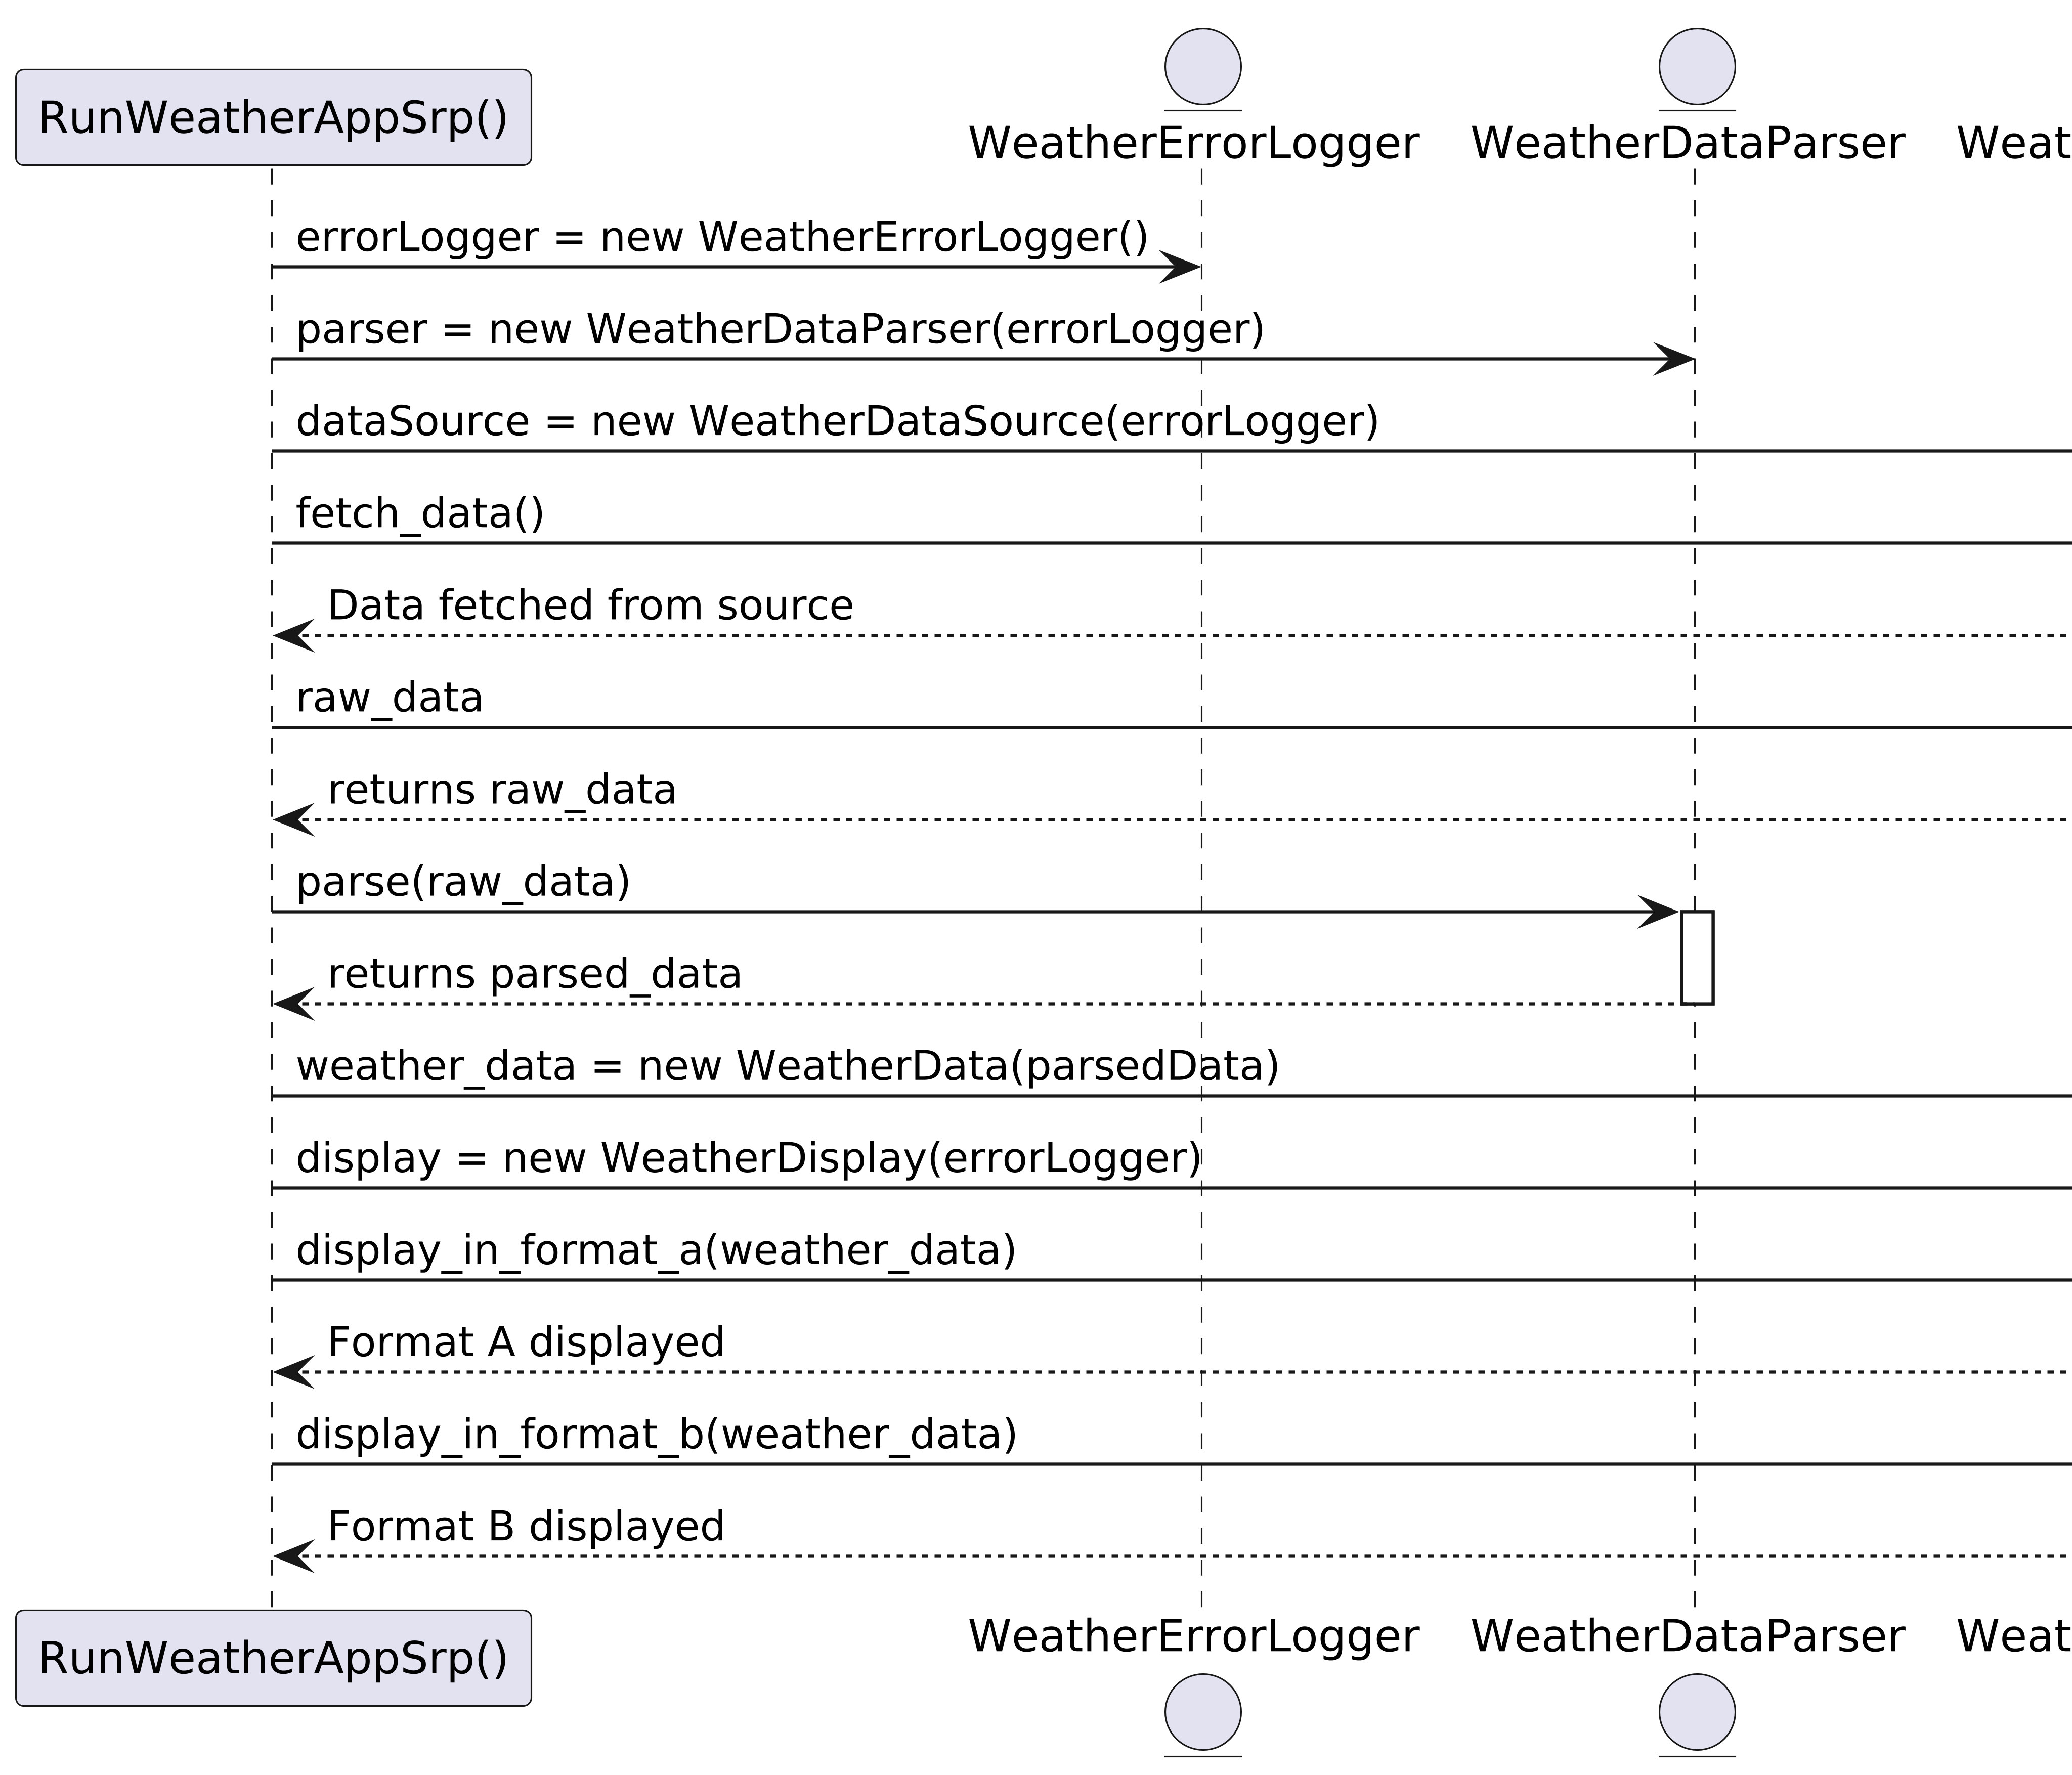 RunWeatherAppSrp()
WeatherErrorLogger
WeatherDataParser
Weat
errorLogger = new WeatherErrorLogger()
parser = new WeatherDataParser(errorLogger)
dataSource = new WeatherDataSource(errorLogger)
fetch_data()
Data fetched from source
raw_data
returns raw_data
parse(raw_data)
returns parsed_data
weather_data = new WeatherData(parsedData)
display = new WeatherDisplay(errorLogger)
display_in_format_a(weather_data)
Format A displayed
display_in_format_b(weather_data)
Format B displayed
RunWeatherAppSrp()
WeatherErrorLogger
WeatherDataParser
Weat